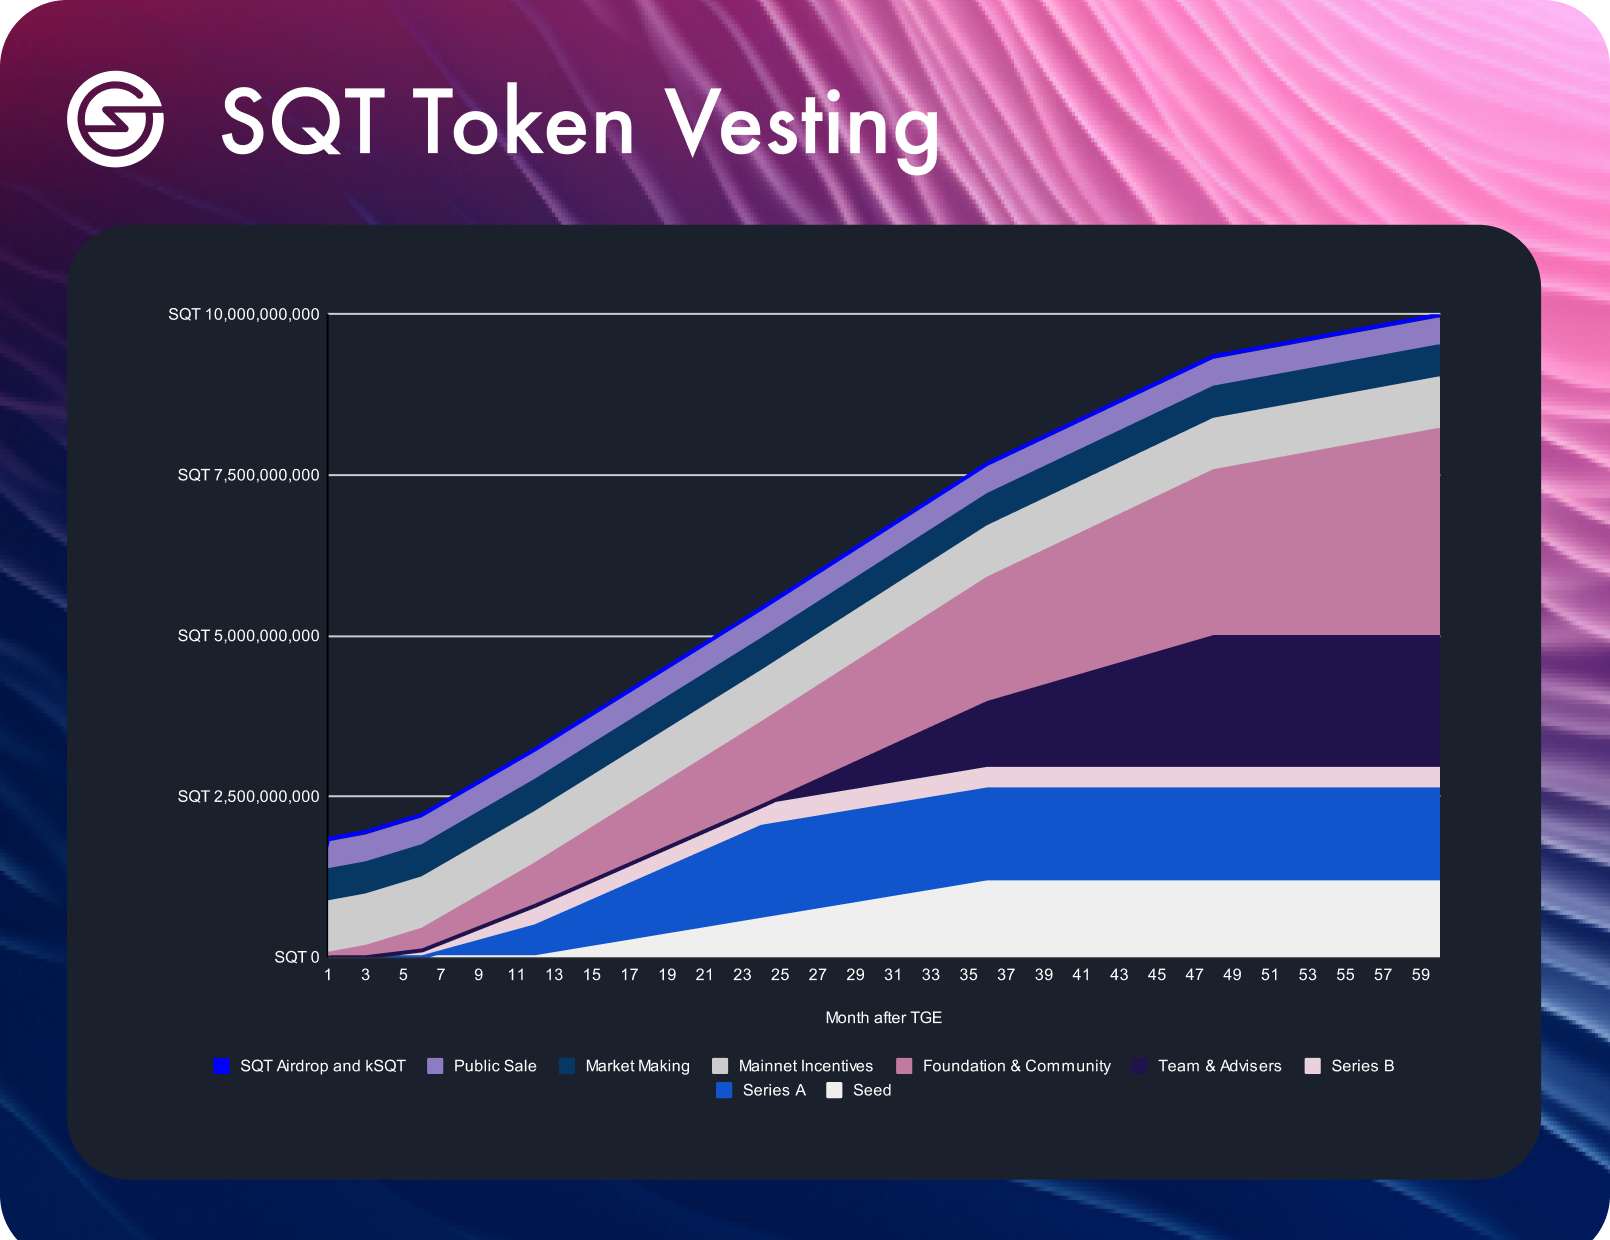 SQT Token Vesting
SQT 10,000,000,000
SQT 7,500,000,000
SQT 5,000,000,000
SQT 2,500,000,000
SQT 0
1 3 5 7 9 11 13 15 17 19 21 23 25 27 29 31 33 35 37 39 41 43 45 47 49 51 53 55 57 59
Month after TGE
SQT Airdrop and kSQT Public Sale Market Making Mainnet Incentives Foundation & Community Team & Advisers Series B
Series A Seed